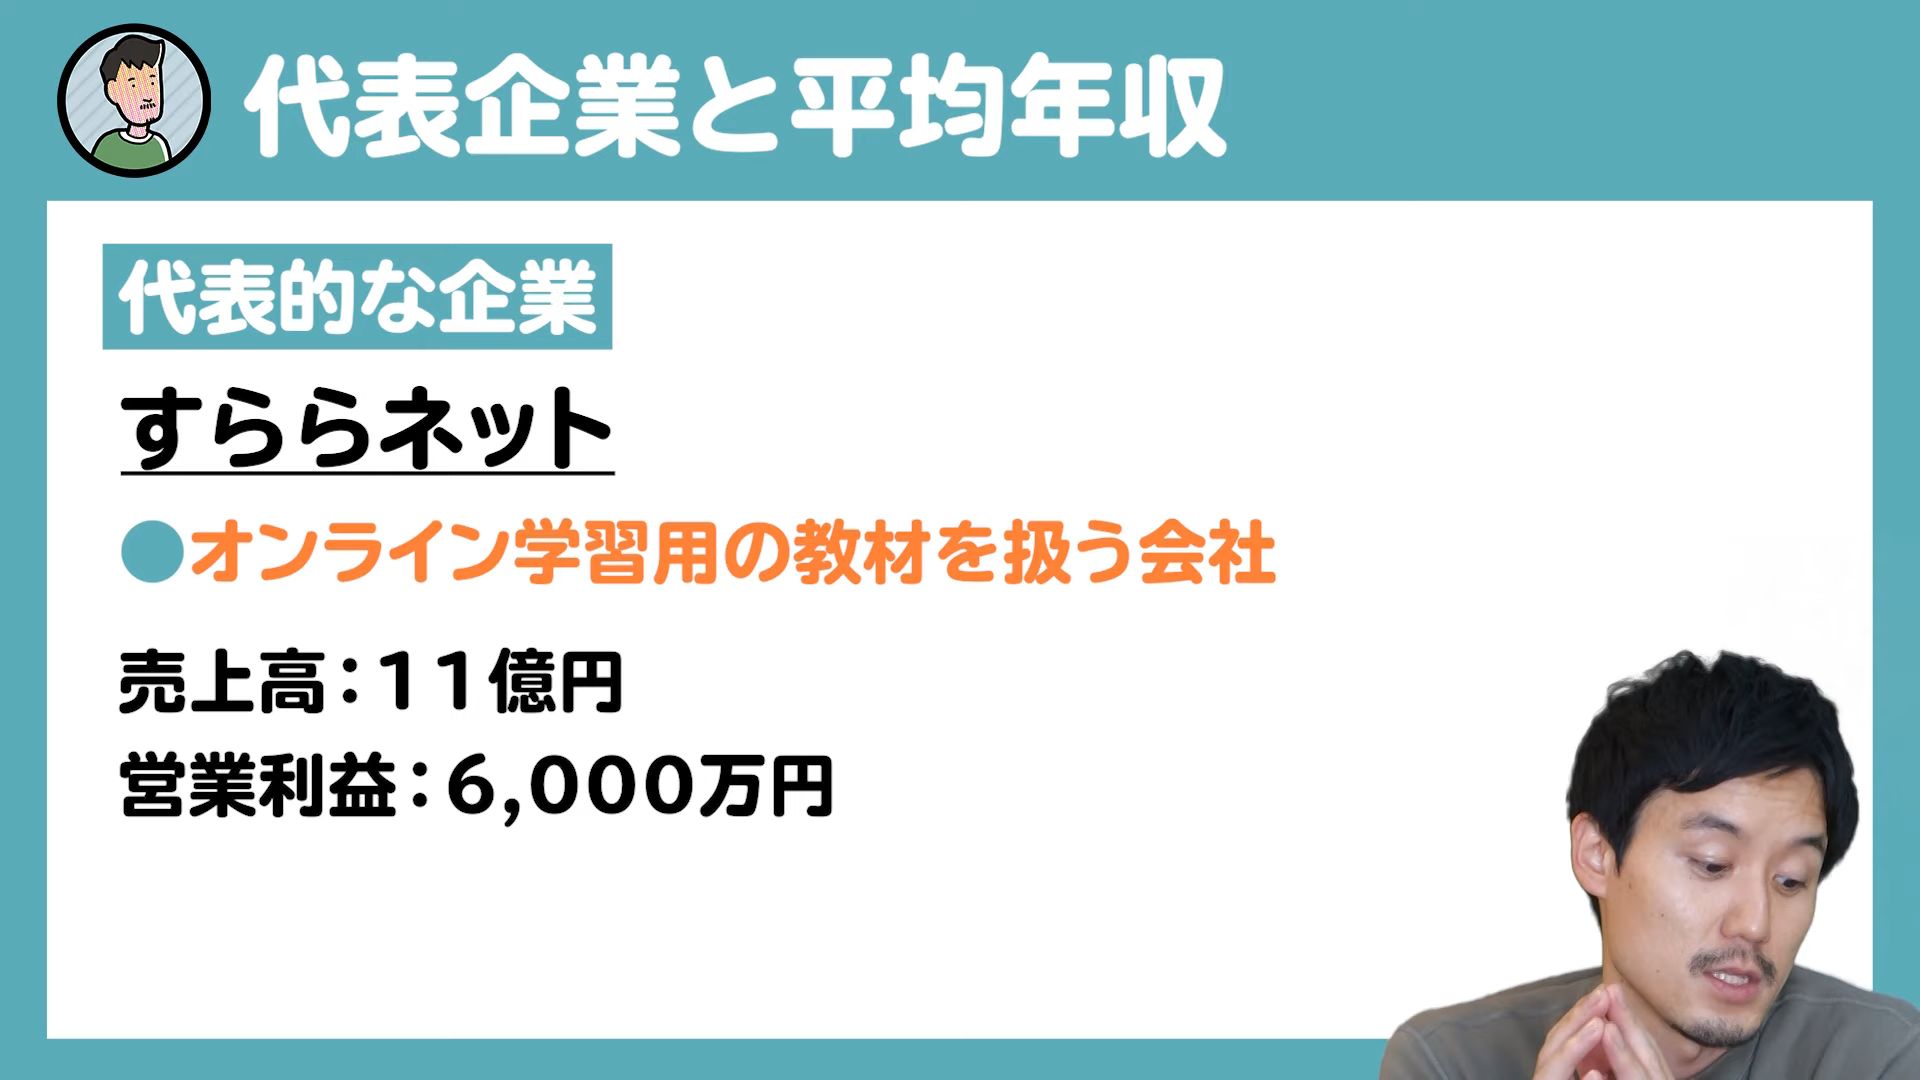 代表企業と平均年収
代表的な企業
すららネット
●オンライン学習用の教材を扱う会社
売上高：１１億円
営業利益：６,０００万円